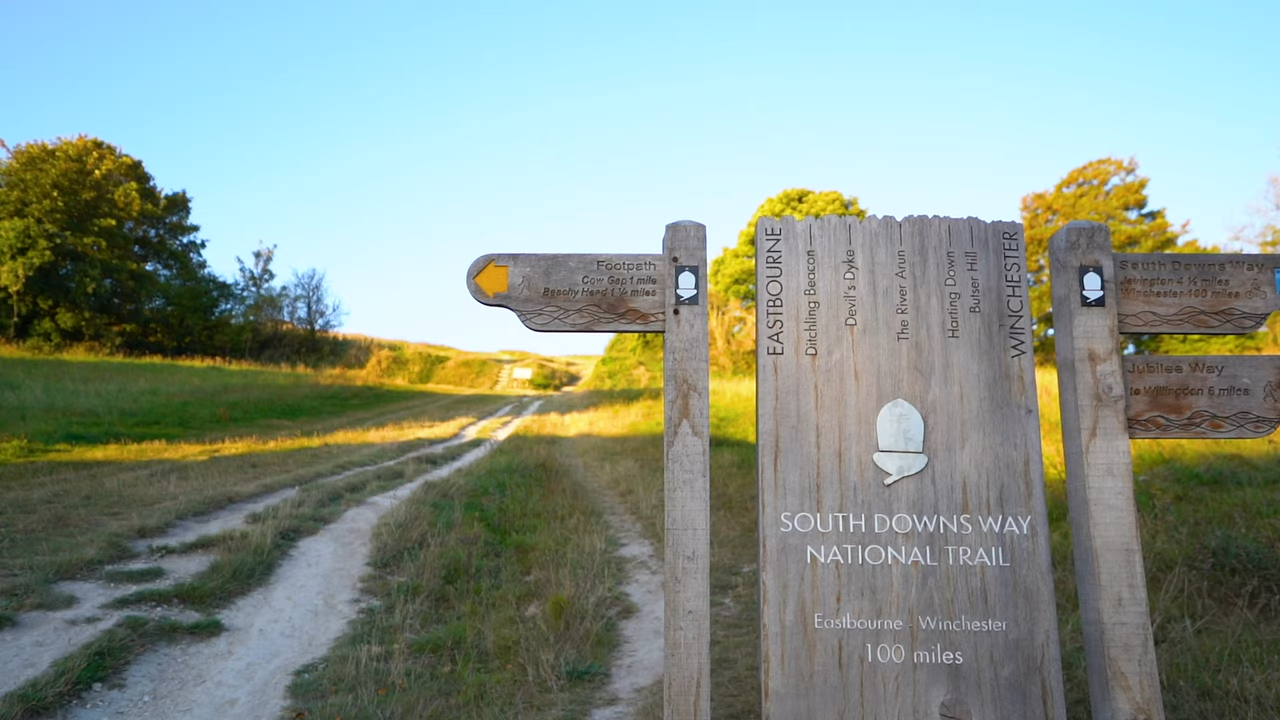 Footpath
Cow Gap 1 mile
Beachy Head 1 ½ miles
EASTBOURNE
Ditchling Beacon
Devil's Dyke
The River Arun
Harting Down
Butser Hill
WINCHESTER
SOUTH DOWNS WAY
NATIONAL TRAIL
Eastbourne - Winchester
100 miles
South Downs Way
Jevington 4 ½ miles
Winchester 100 miles
Jubilee Way
to Willingdon 6 miles